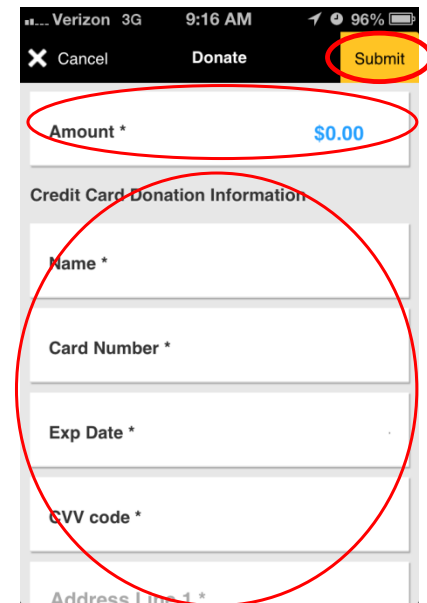 Verizon 3G 9:16 AM 96%
Cancel Donate Submit
Amount * $0.00
Credit Card Donation Information
Name *
Card Number *
Exp Date *
CVV code *
Address Line 1 *